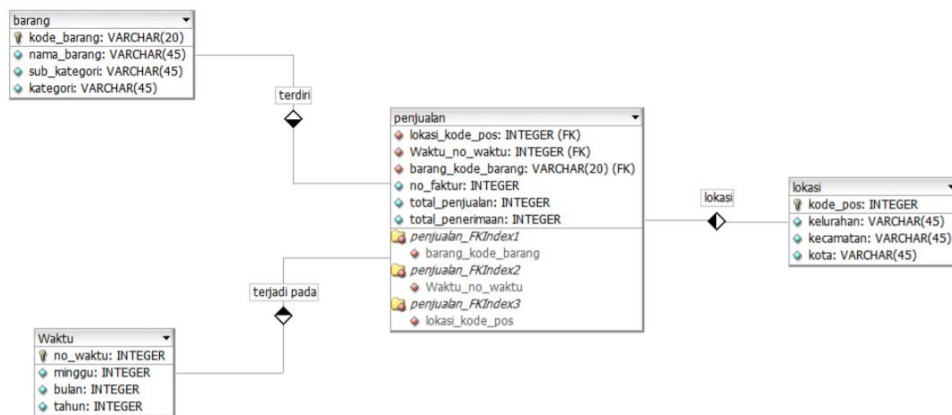 barang
kode_barang: VARCHAR(20)
nama_barang: VARCHAR(45)
sub_kategori: VARCHAR(45)
kategori: VARCHAR(45)
terdiri
penjualan
lokasi_kode_pos: INTEGER (FK)
Waktu_no_waktu: INTEGER (FK)
barang_kode_barang: VARCHAR(20) (FK)
no_faktur: INTEGER
total_penjualan: INTEGER
total_penerimaan: INTEGER
penjualan_FKIndex1
barang_kode_barang
penjualan_FKIndex2
Waktu_no_waktu
penjualan_FKIndex3
lokasi_kode_pos
lokasi
lokasi
kode_pos: INTEGER
kelurahan: VARCHAR(45)
kecamatan: VARCHAR(45)
kota: VARCHAR(45)
terjadi pada
Waktu
no_waktu: INTEGER
minggu: INTEGER
bulan: INTEGER
tahun: INTEGER